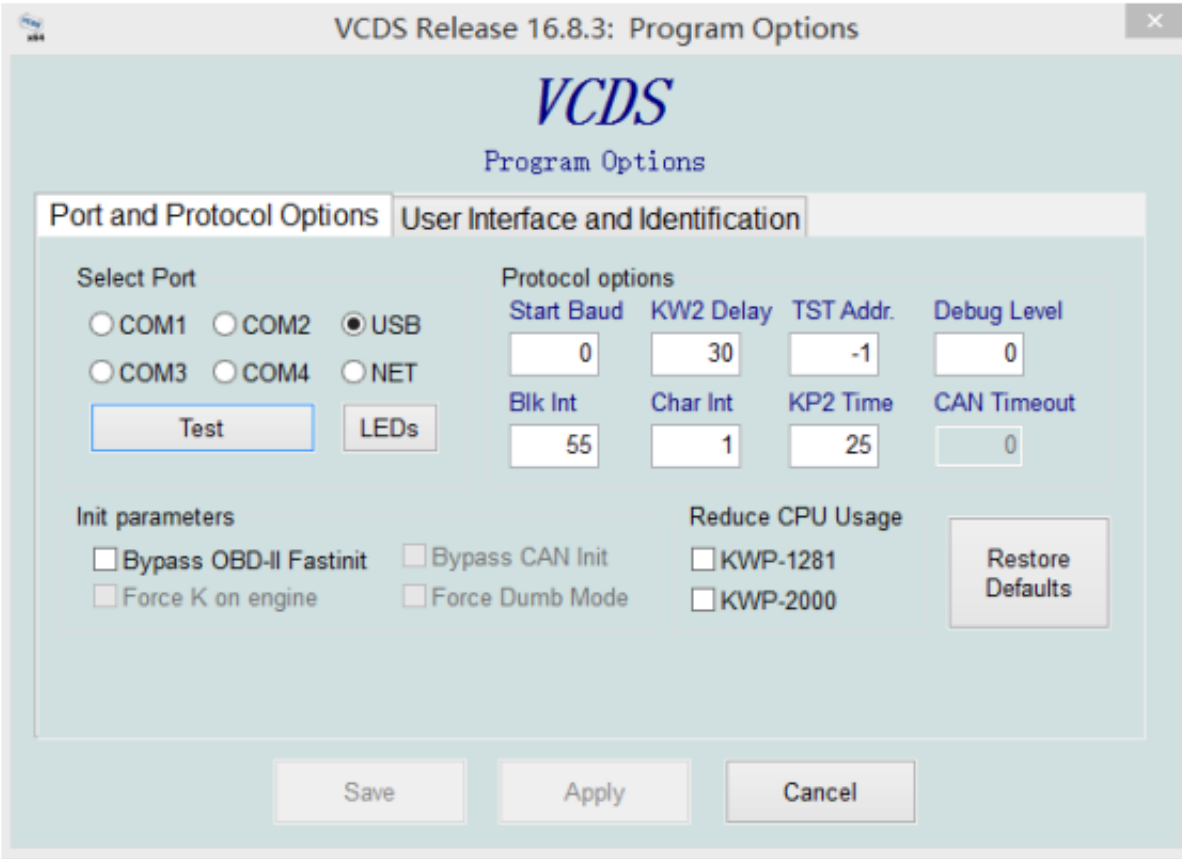 VCDS Release 16.8.3: Program Options
VCDS
Program Options
Port and Protocol Options
User Interface and Identification
Select Port
COM1 COM2 USB
COM3 COM4 NET
Test LEDs
Protocol options
Start Baud KW2 Delay TST Addr. Debug Level
0 30 -1 0
Blk Int Char Int KP2 Time CAN Timeout
55 1 25 0
Init parameters
Bypass OBD-II Fastinit Bypass CAN Init
Force K on engine Force Dumb Mode
Reduce CPU Usage
KWP-1281
KWP-2000
Restore
Defaults
Save Apply Cancel